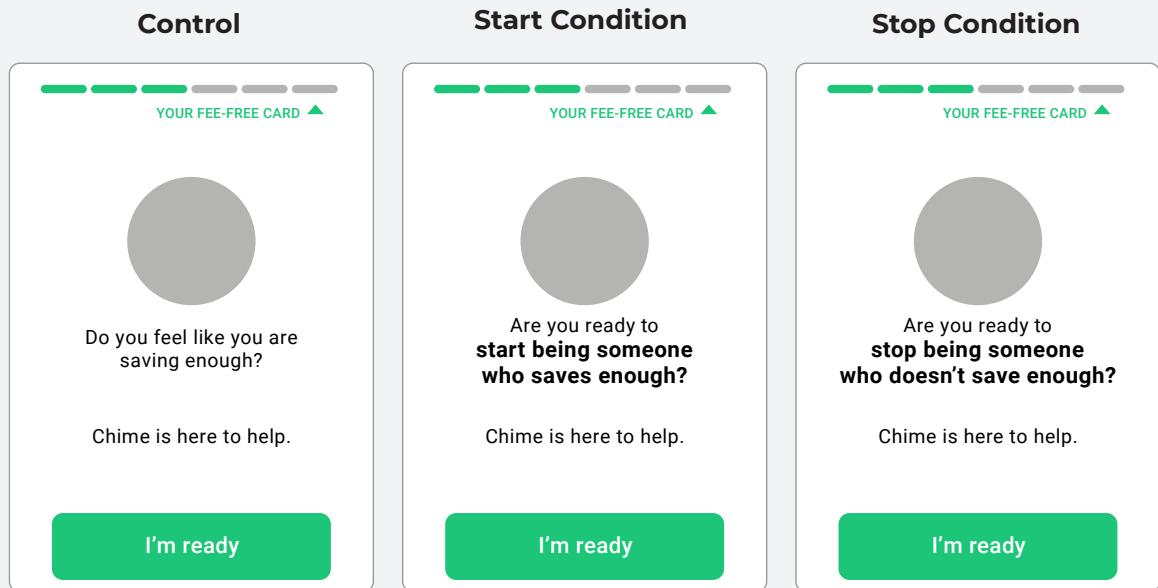 Control
YOUR FEE-FREE CARD
Do you feel like you are
saving enough?
Chime is here to help.
I'm ready
Start Condition
YOUR FEE-FREE CARD
Are you ready to
start being someone
who saves enough?
Chime is here to help.
I'm ready
Stop Condition
YOUR FEE-FREE CARD
Are you ready to
stop being someone
who doesn't save enough?
Chime is here to help.
I'm ready